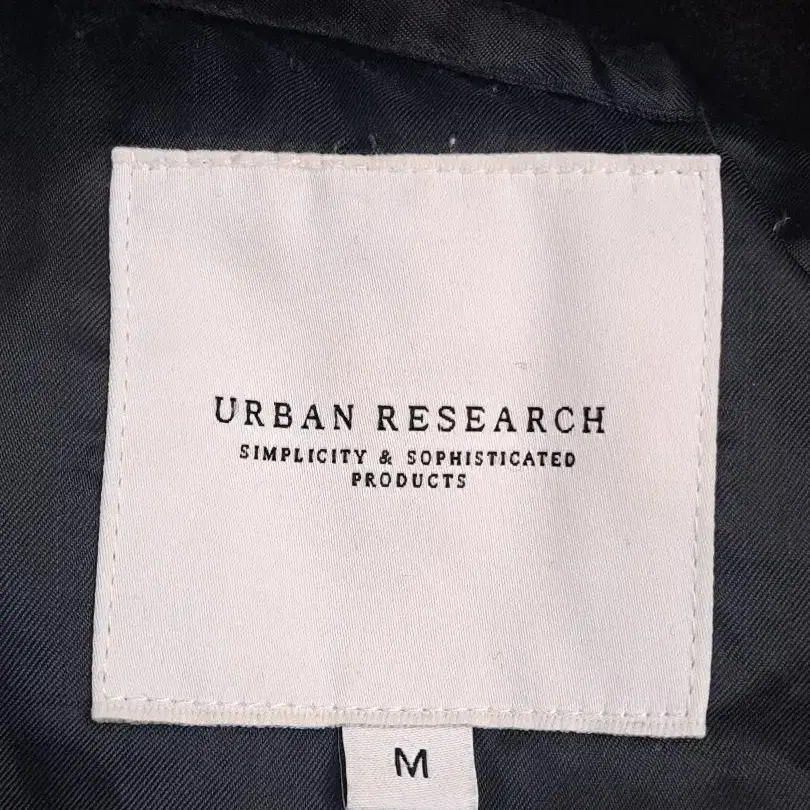 URBAN RESEARCH
SIMPLICITY & SOPHISTICATED
PRODUCTS
M